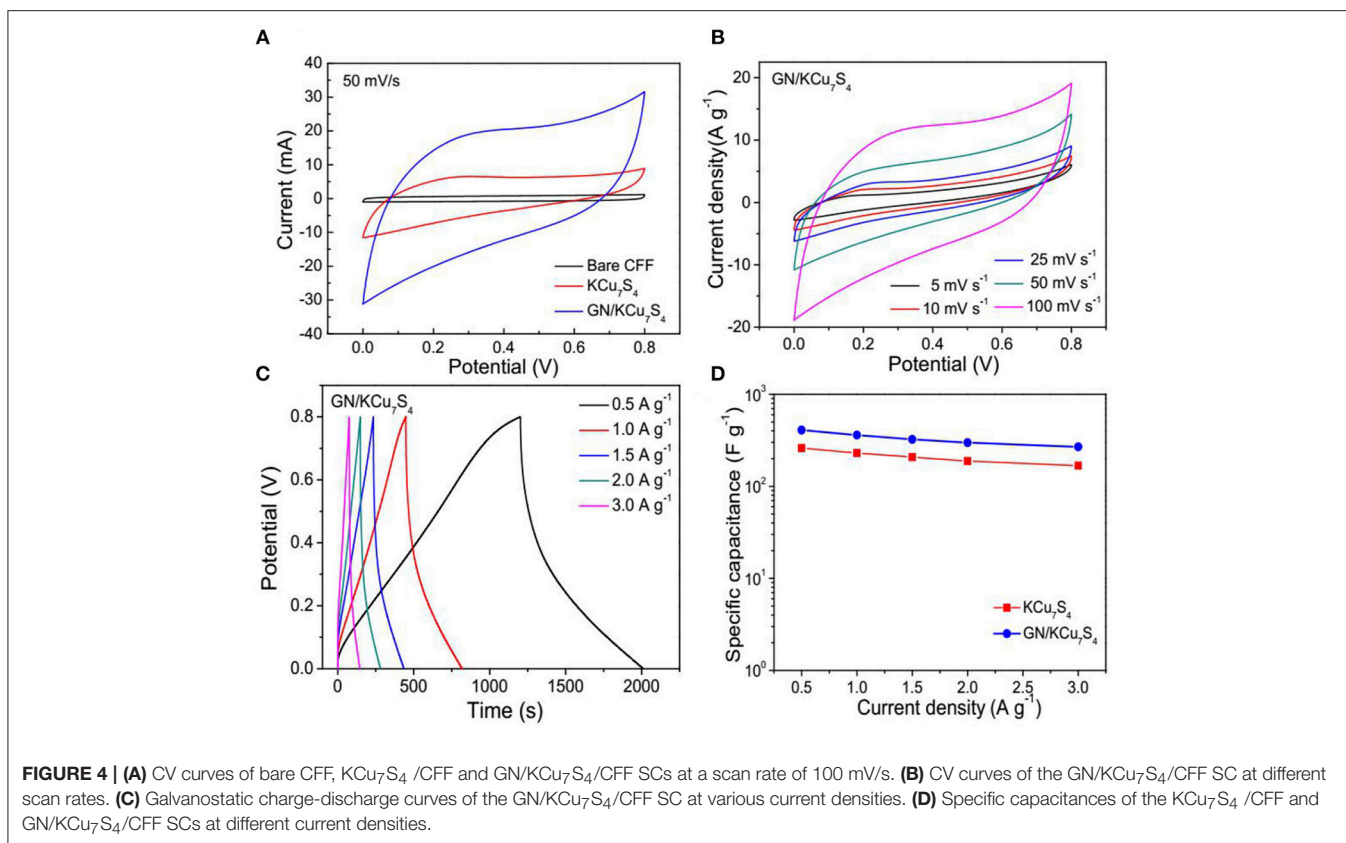 A
50 mV/s
40
30
20
10
0
-10
-20
-30
-40
Current (mA)
Bare CFF
KCu₇S₄
GN/KCu₇S₄
0.0 0.2 0.4 0.6 0.8
Potential (V)
B
GN/KCu₇S₄
20
10
0
-10
-20
Current density(A g⁻¹)
5 mV s⁻¹
10 mV s⁻¹
25 mV s⁻¹
50 mV s⁻¹
100 mV s⁻¹
0.0 0.2 0.4 0.6 0.8
Potential (V)
C
GN/KCu₇S₄
0.8
0.6
0.4
0.2
0.0
Potential (V)
0.5 A g⁻¹
1.0 A g⁻¹
1.5 A g⁻¹
2.0 A g⁻¹
3.0 A g⁻¹
0 500 1000 1500 2000
Time (s)
D
10³
10²
10¹
10⁰
Specific capacitance (F g⁻¹)
KCu₇S₄
GN/KCu₇S₄
0.5 1.0 1.5 2.0 2.5 3.0
Current density (A g⁻¹)
FIGURE 4 | (A) CV curves of bare CFF, KCu₇S₄ /CFF and GN/KCu₇S₄/CFF SCs at a scan rate of 100 mV/s. (B) CV curves of the GN/KCu₇S₄/CFF SC at different
scan rates. (C) Galvanostatic charge-discharge curves of the GN/KCu₇S₄/CFF SC at various current densities. (D) Specific capacitances of the KCu₇S₄ /CFF and
GN/KCu₇S₄/CFF SCs at different current densities.